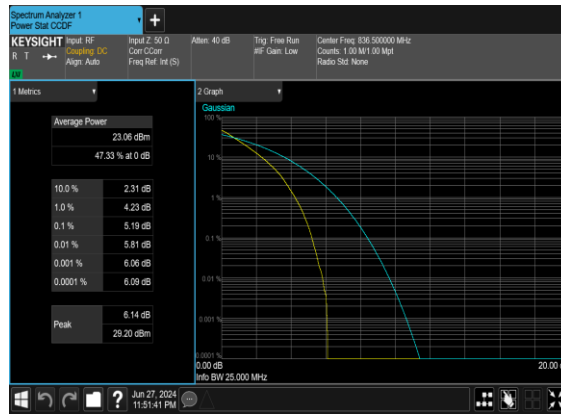 Spectrum Analyzer 1
Power Stat CCDF
KEYSIGHT
R T
LV
Input: RF
Coupling: DC
Align: Auto
Input Z: 50 Ω
Corr CCorr
Freq Ref: Int (S)
Atten: 40 dB
Trig: Free Run
#IF Gain: Low
Center Freq: 836.500000 MHz
Counts: 1.00 M/1.00 Mpt
Radio Std: None
1 Metrics
Average Power
23.06 dBm
47.33 % at 0 dB
10.0 % 2.31 dB
1.0 % 4.23 dB
0.1 % 5.19 dB
0.01 % 5.81 dB
0.001 % 6.06 dB
0.0001 % 6.09 dB
Peak
6.14 dB
29.20 dBm
2 Graph
Gaussian
100 %
10 %
1 %
0.1 %
0.01 %
0.001 %
0.0001 %
0.00 dB
20.00
Info BW 25.000 MHz
?
Jun 27, 2024
11:51:41 PM